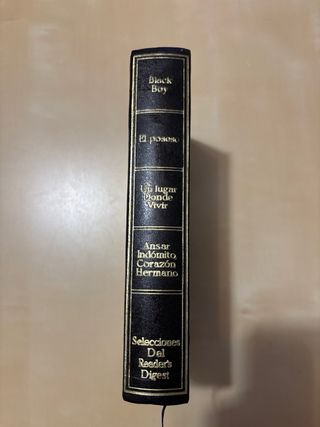 Black
Boy
El poseso
Un lugar
Donde
Vivir
Ansar
Indómito,
Corazón
Hermano
Selecciones
Del
Reader's
Digest